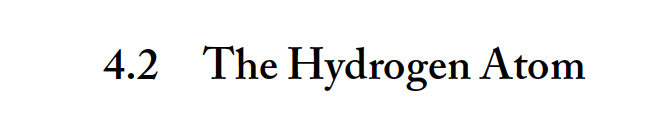 4.2 The Hydrogen Atom